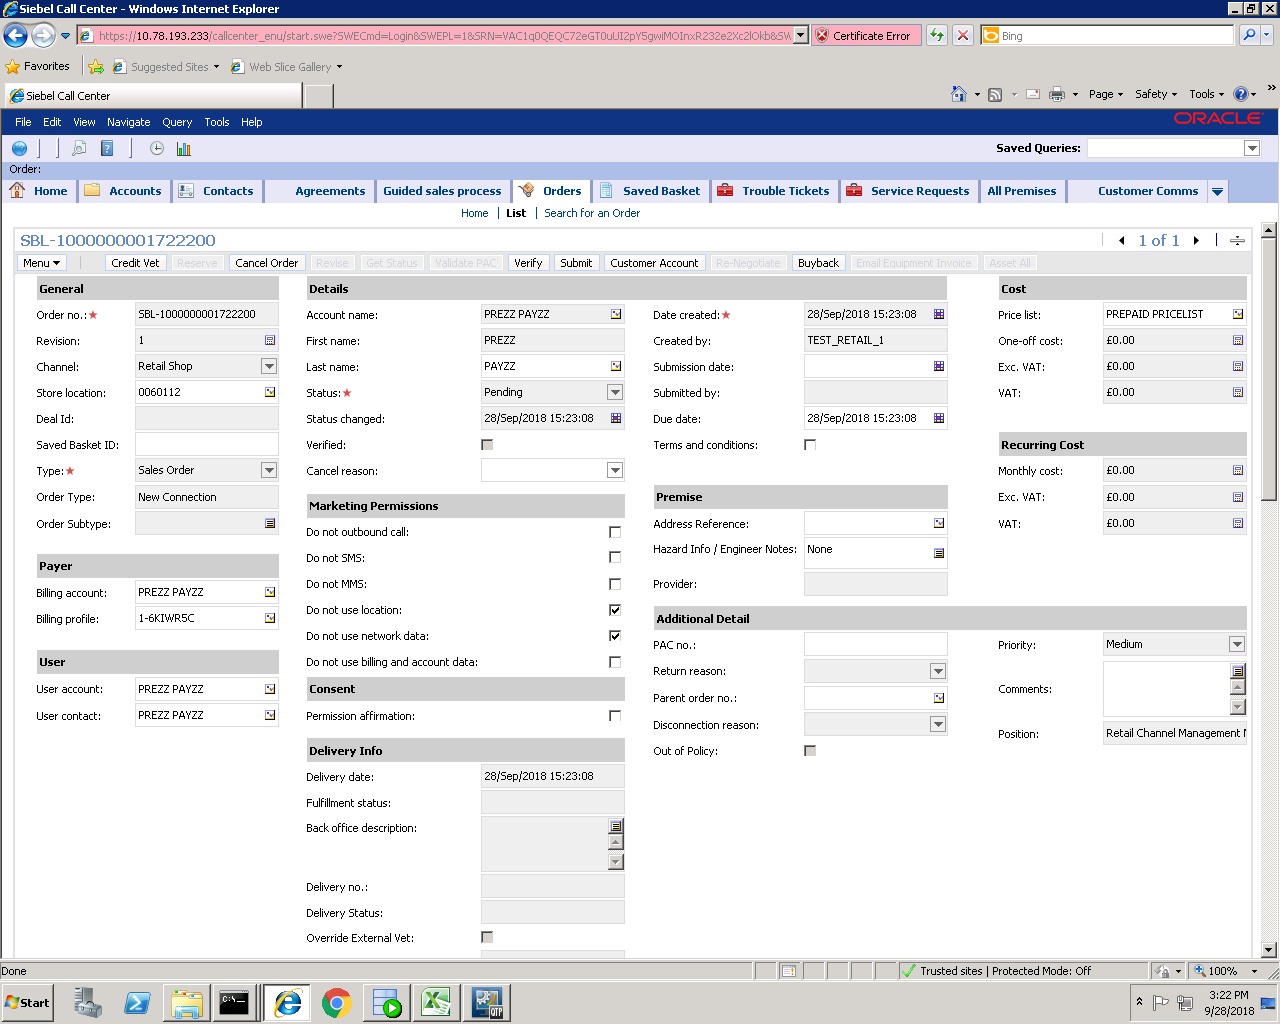 Siebel Call Center - Windows Internet Explorer
Certificate Error
Bing
Favorites
Suggested Sites
Web Slice Gallery
Siebel Call Center
Page
Safety
Tools
File Edit View Navigate Query Tools Help
ORACLE
Saved Queries:
Order:
Home Accounts Contacts Agreements Guided sales process Orders Saved Basket Trouble Tickets Service Requests All Premises Customer Comms
Home | List | Search for an Order
SBL-1000000001722200
1 of 1
Menu Credit Vet Reserve Cancel Order Revise Get Status Validate PAC Verify Submit Customer Account Re-Negotiate Buyback Email Equipment Invoice Asset All
General
Order no.: SBL-1000000001722200
Revision: 1
Channel: Retail Shop
Store location: 0060112
Deal Id:
Saved Basket ID:
Type: Sales Order
Order Type: New Connection
Order Subtype:
Payer
Billing account: PREZZ PAYZZ
Billing profile: 1-6KIWR5C
User
User account: PREZZ PAYZZ
User contact: PREZZ PAYZZ
Details
Account name: PREZZ PAYZZ
First name: PREZZ
Last name: PAYZZ
Status: Pending
Status changed: 28/Sep/2018 15:23:08
Verified:
Cancel reason:
Marketing Permissions
Do not outbound call:
Do not SMS:
Do not MMS:
Do not use location:
Do not use network data:
Do not use billing and account data:
Consent
Permission affirmation:
Delivery Info
Delivery date: 28/Sep/2018 15:23:08
Fulfillment status:
Back office description:
Delivery no.:
Delivery Status:
Override External Vet:
Date created: 28/Sep/2018 15:23:08
Created by: TEST_RETAIL_1
Submission date:
Submitted by:
Due date: 28/Sep/2018 15:23:08
Terms and conditions:
Premise
Address Reference:
Hazard Info / Engineer Notes: None
Provider:
Additional Detail
PAC no.:
Return reason:
Parent order no.:
Disconnection reason:
Out of Policy:
Priority: Medium
Comments:
Position: Retail Channel Management
Cost
Price list: PREPAID PRICELIST
One-off cost: £0.00
Exc. VAT: £0.00
VAT: £0.00
Recurring Cost
Monthly cost: £0.00
Exc. VAT: £0.00
VAT: £0.00
Done
Trusted sites | Protected Mode: Off
100%
Start
QTP
3:22 PM
9/28/2018